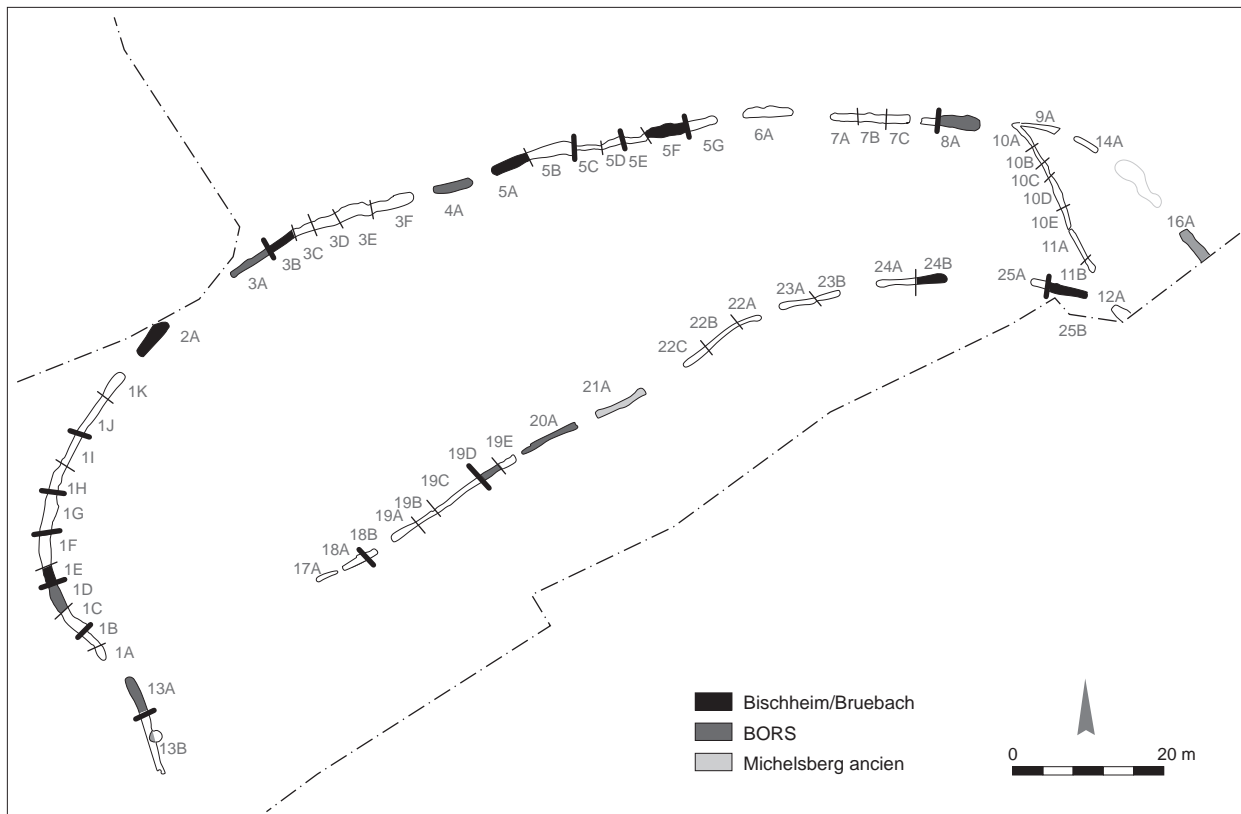 9A
14A
7A
7B
7C
8A
6A
10A
10B
10C
10D
10E
11A
11B
16A
5A
5B
5C
5D
5E
5F
5G
4A
3A
3B
3C
3D
3E
3F
2A
24A
24B
25A
25B
12A
23A
23B
22A
22B
22C
21A
20A
19E
19D
19C
19B
19A
18B
18A
17A
1K
1J
1I
1H
1G
1F
1E
1D
1C
1B
1A
13A
13B
Bischheim/Bruebach
BORS
Michelsberg ancien
0 20 m